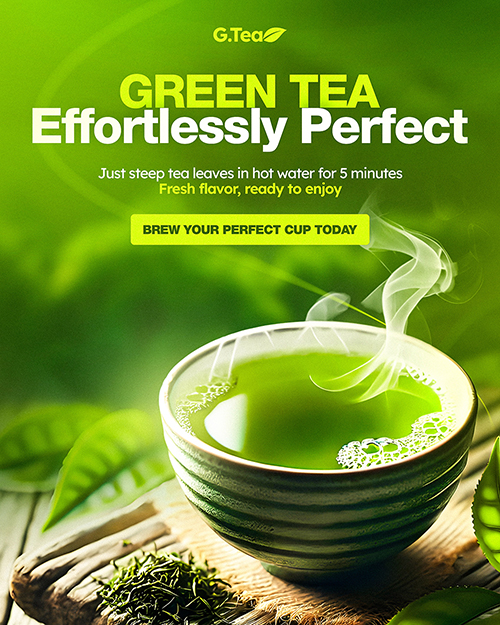 G.Tea
GREEN TEA
Effortlessly Perfect
Just steep tea leaves in hot water for 5 minutes
Fresh flavor, ready to enjoy
BREW YOUR PERFECT CUP TODAY